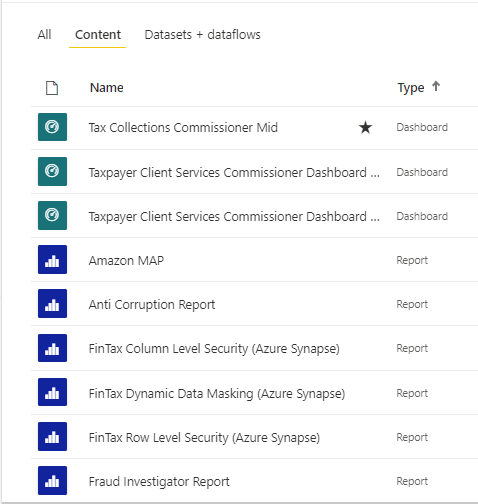 All Content Datasets + dataflows
Name Type ↑
Tax Collections Commissioner Mid ★ Dashboard
Taxpayer Client Services Commissioner Dashboard ... Dashboard
Taxpayer Client Services Commissioner Dashboard ... Dashboard
Amazon MAP Report
Anti Corruption Report Report
FinTax Column Level Security (Azure Synapse) Report
FinTax Dynamic Data Masking (Azure Synapse) Report
FinTax Row Level Security (Azure Synapse) Report
Fraud Investigator Report Report